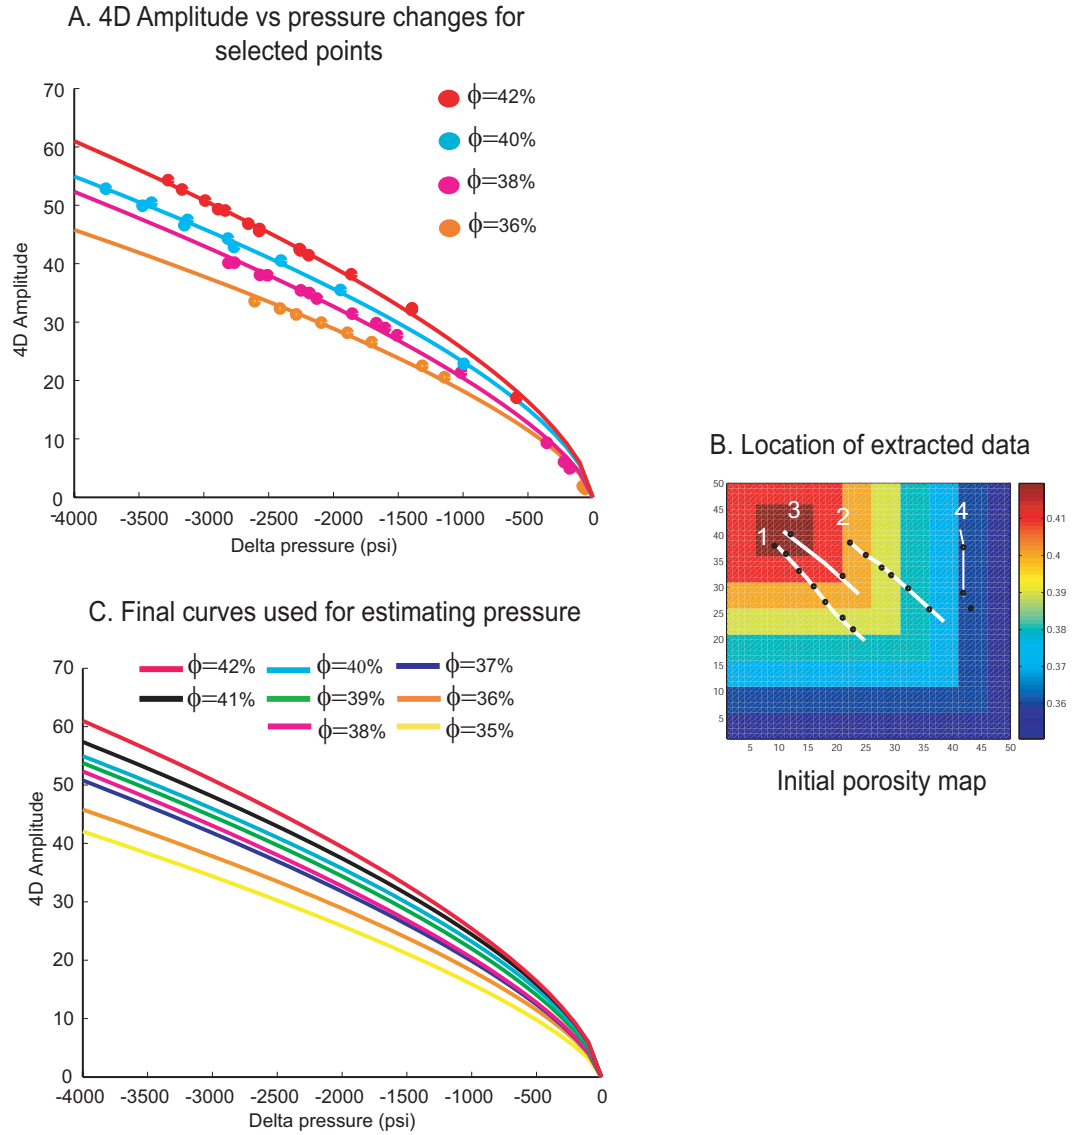 A. 4D Amplitude vs pressure changes for
selected points
70
60
50
40
30
20
10
0
4D Amplitude
ϕ=42%
ϕ=40%
ϕ=38%
ϕ=36%
-4000 -3500 -3000 -2500 -2000 -1500 -1000 -500 0
Delta pressure (psi)
B. Location of extracted data
50
45
40
35
30
25
20
15
10
5
1 3 2 4
5 10 15 20 25 30 35 40 45 50
0.41
0.4
0.39
0.38
0.37
0.36
Initial porosity map
C. Final curves used for estimating pressure
70
60
50
40
30
20
10
0
4D Amplitude
ϕ=42% ϕ=40% ϕ=37%
ϕ=41% ϕ=39% ϕ=36%
ϕ=38% ϕ=35%
-4000 -3500 -3000 -2500 -2000 -1500 -1000 -500 0
Delta pressure (psi)